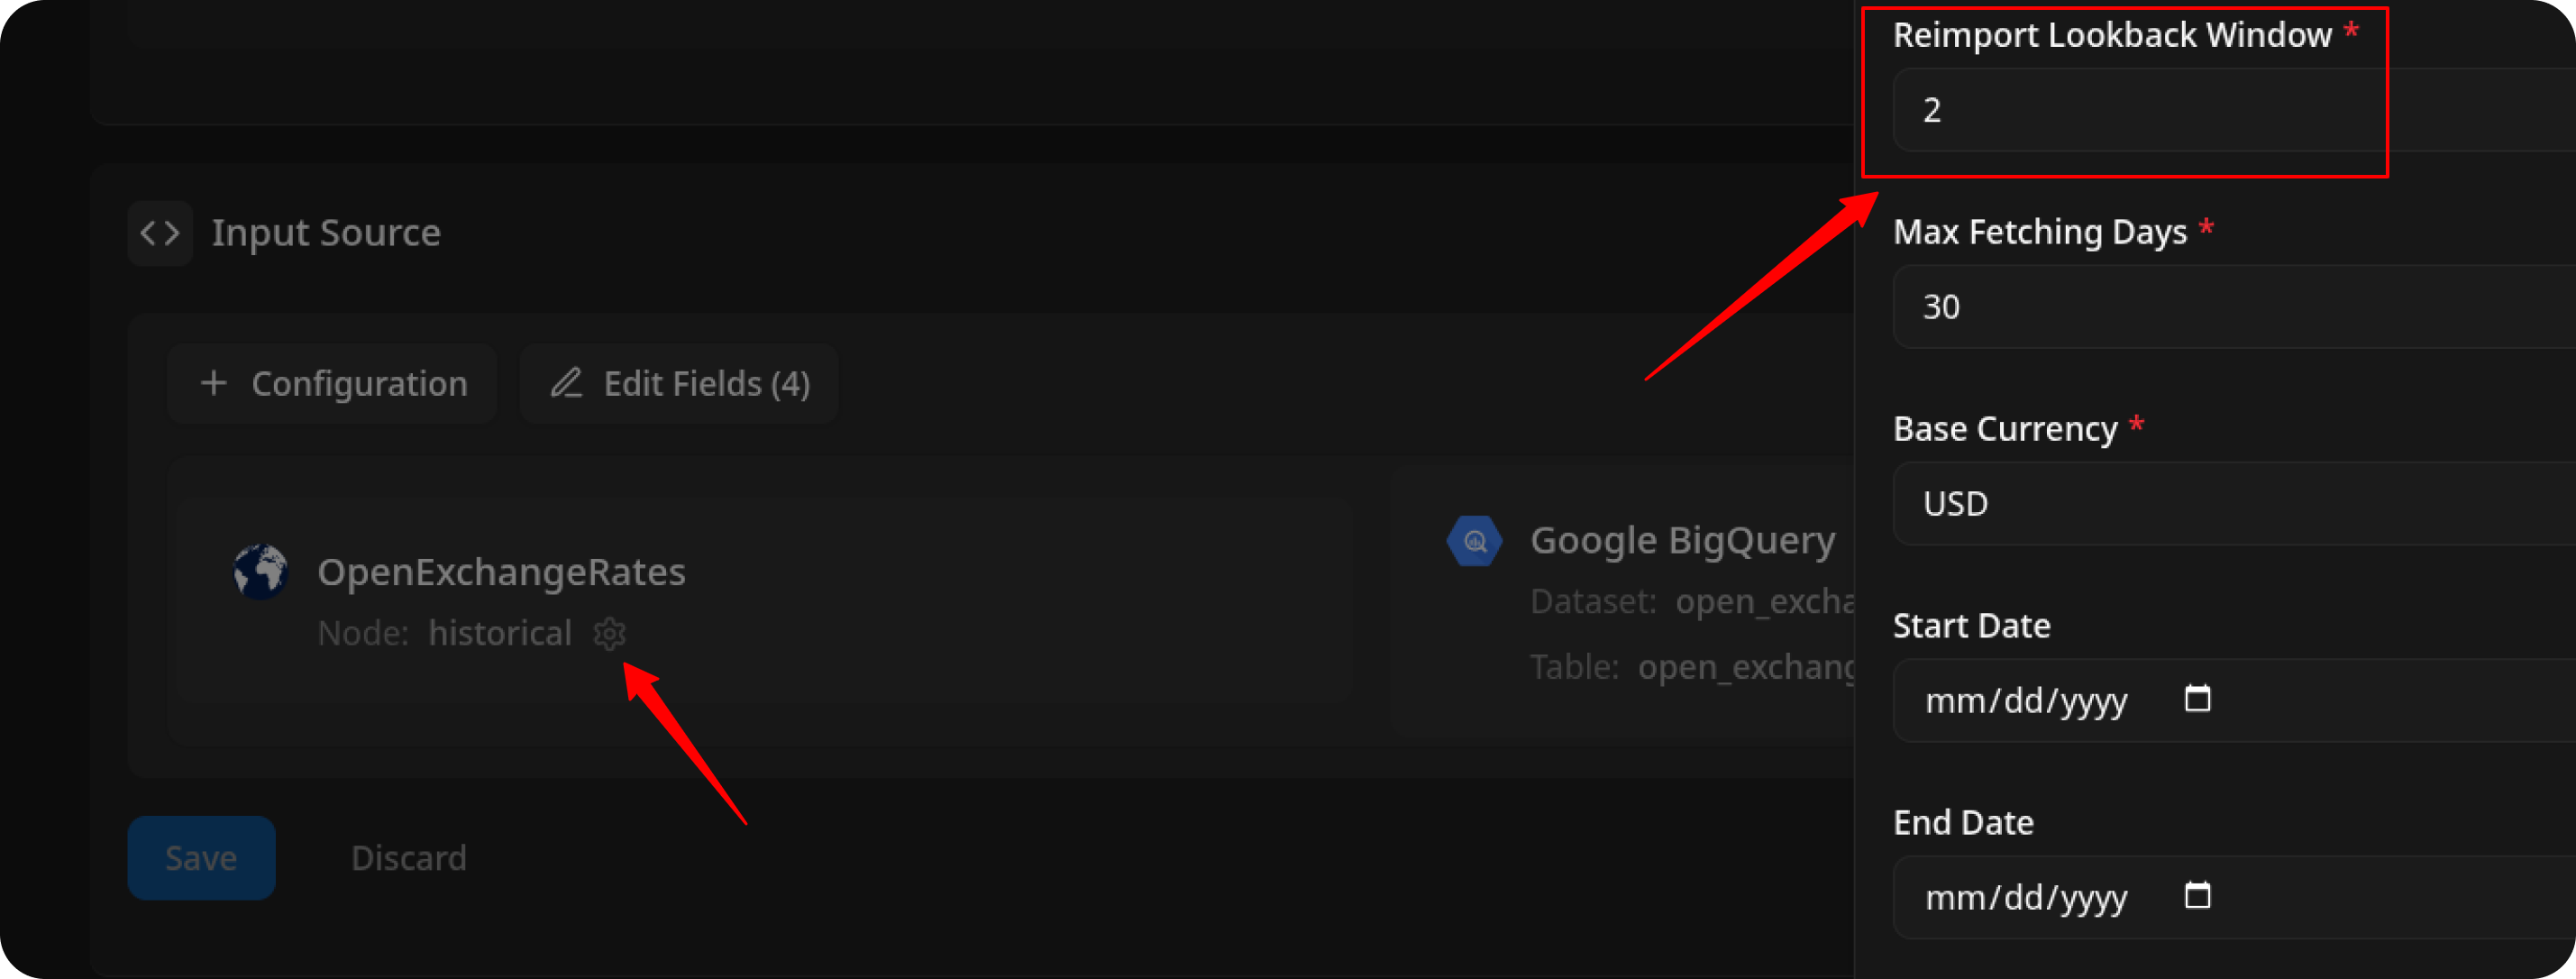 Input Source
Configuration
Edit Fields (4)
OpenExchangeRates
Node: historical
Google BigQuery
Dataset: open_excha
Table: open_exchang
Save
Discard
Reimport Lookback Window *
2
Max Fetching Days *
30
Base Currency *
USD
Start Date
mm/dd/yyyy
End Date
mm/dd/yyyy